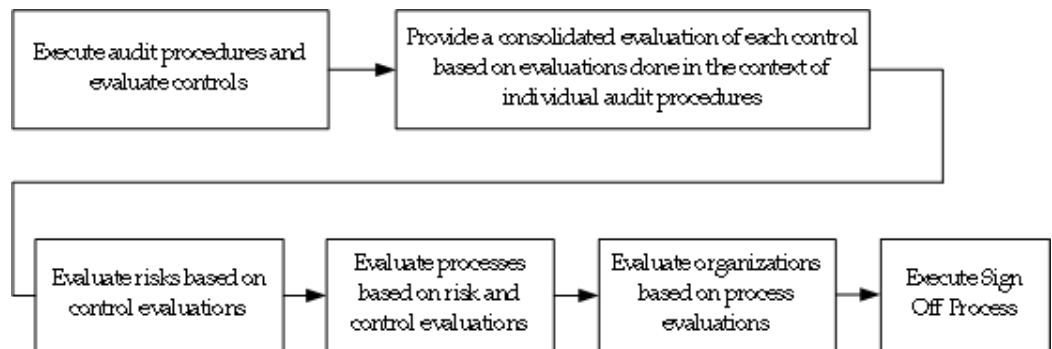 Execute audit procedures and
evaluate controls
Provide a consolidated evaluation of each control
based on evaluations done in the context of
individual audit procedures
Evaluate risks based on
control evaluations
Evaluate processes
based on risk and
control evaluations
Evaluate organizations
based on process
evaluations
Execute Sign
Off Process